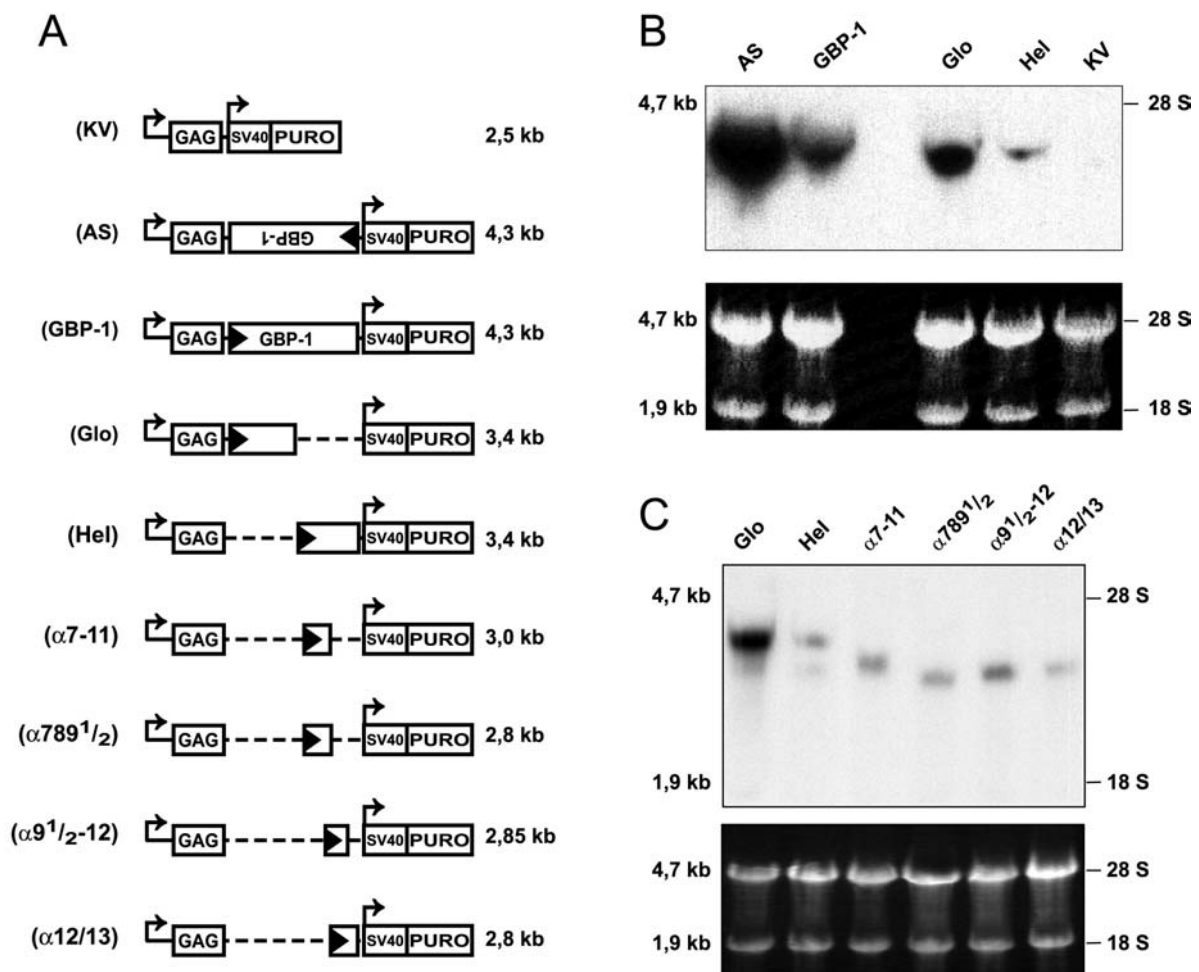 A
(KV) GAG SV40 PURO 2,5 kb
(AS) GAG GBP-1 SV40 PURO 4,3 kb
(GBP-1) GAG GBP-1 SV40 PURO 4,3 kb
(Glo) GAG SV40 PURO 3,4 kb
(Hel) GAG SV40 PURO 3,4 kb
(α7-11) GAG SV40 PURO 3,0 kb
(α789¹/₂) GAG SV40 PURO 2,8 kb
(α9¹/₂-12) GAG SV40 PURO 2,85 kb
(α12/13) GAG SV40 PURO 2,8 kb
B
AS GBP-1 Glo Hel KV
4,7 kb 28 S
4,7 kb 28 S
1,9 kb 18 S
C
Glo Hel α7-11 α789¹/₂ α9¹/₂-12 α12/13
4,7 kb 28 S
1,9 kb 18 S
4,7 kb 28 S
1,9 kb 18 S